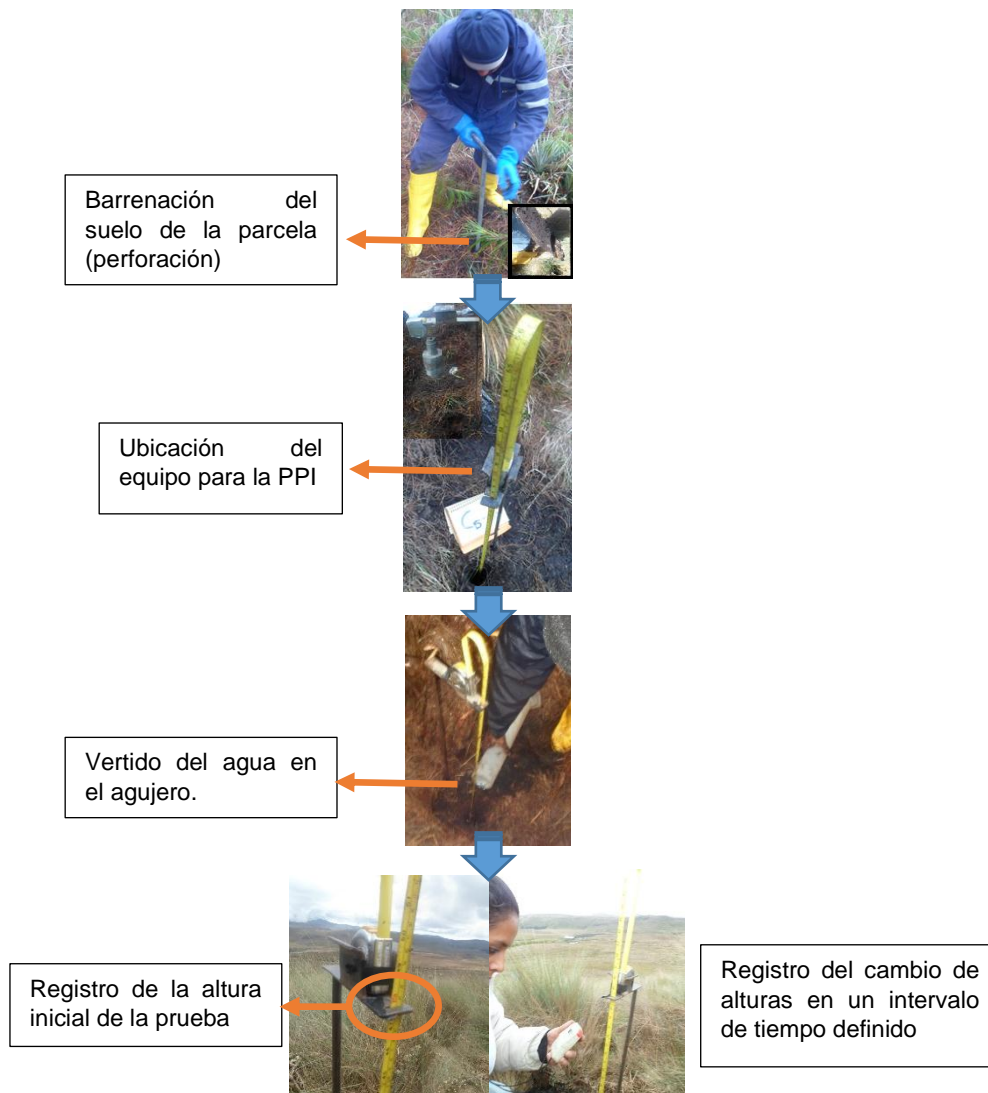 Barrenación del
suelo de la parcela
(perforación)
Ubicación del
equipo para la PPI
C5
Vertido del agua en
el agujero.
Registro de la altura
inicial de la prueba
Registro del cambio de
alturas en un intervalo
de tiempo definido